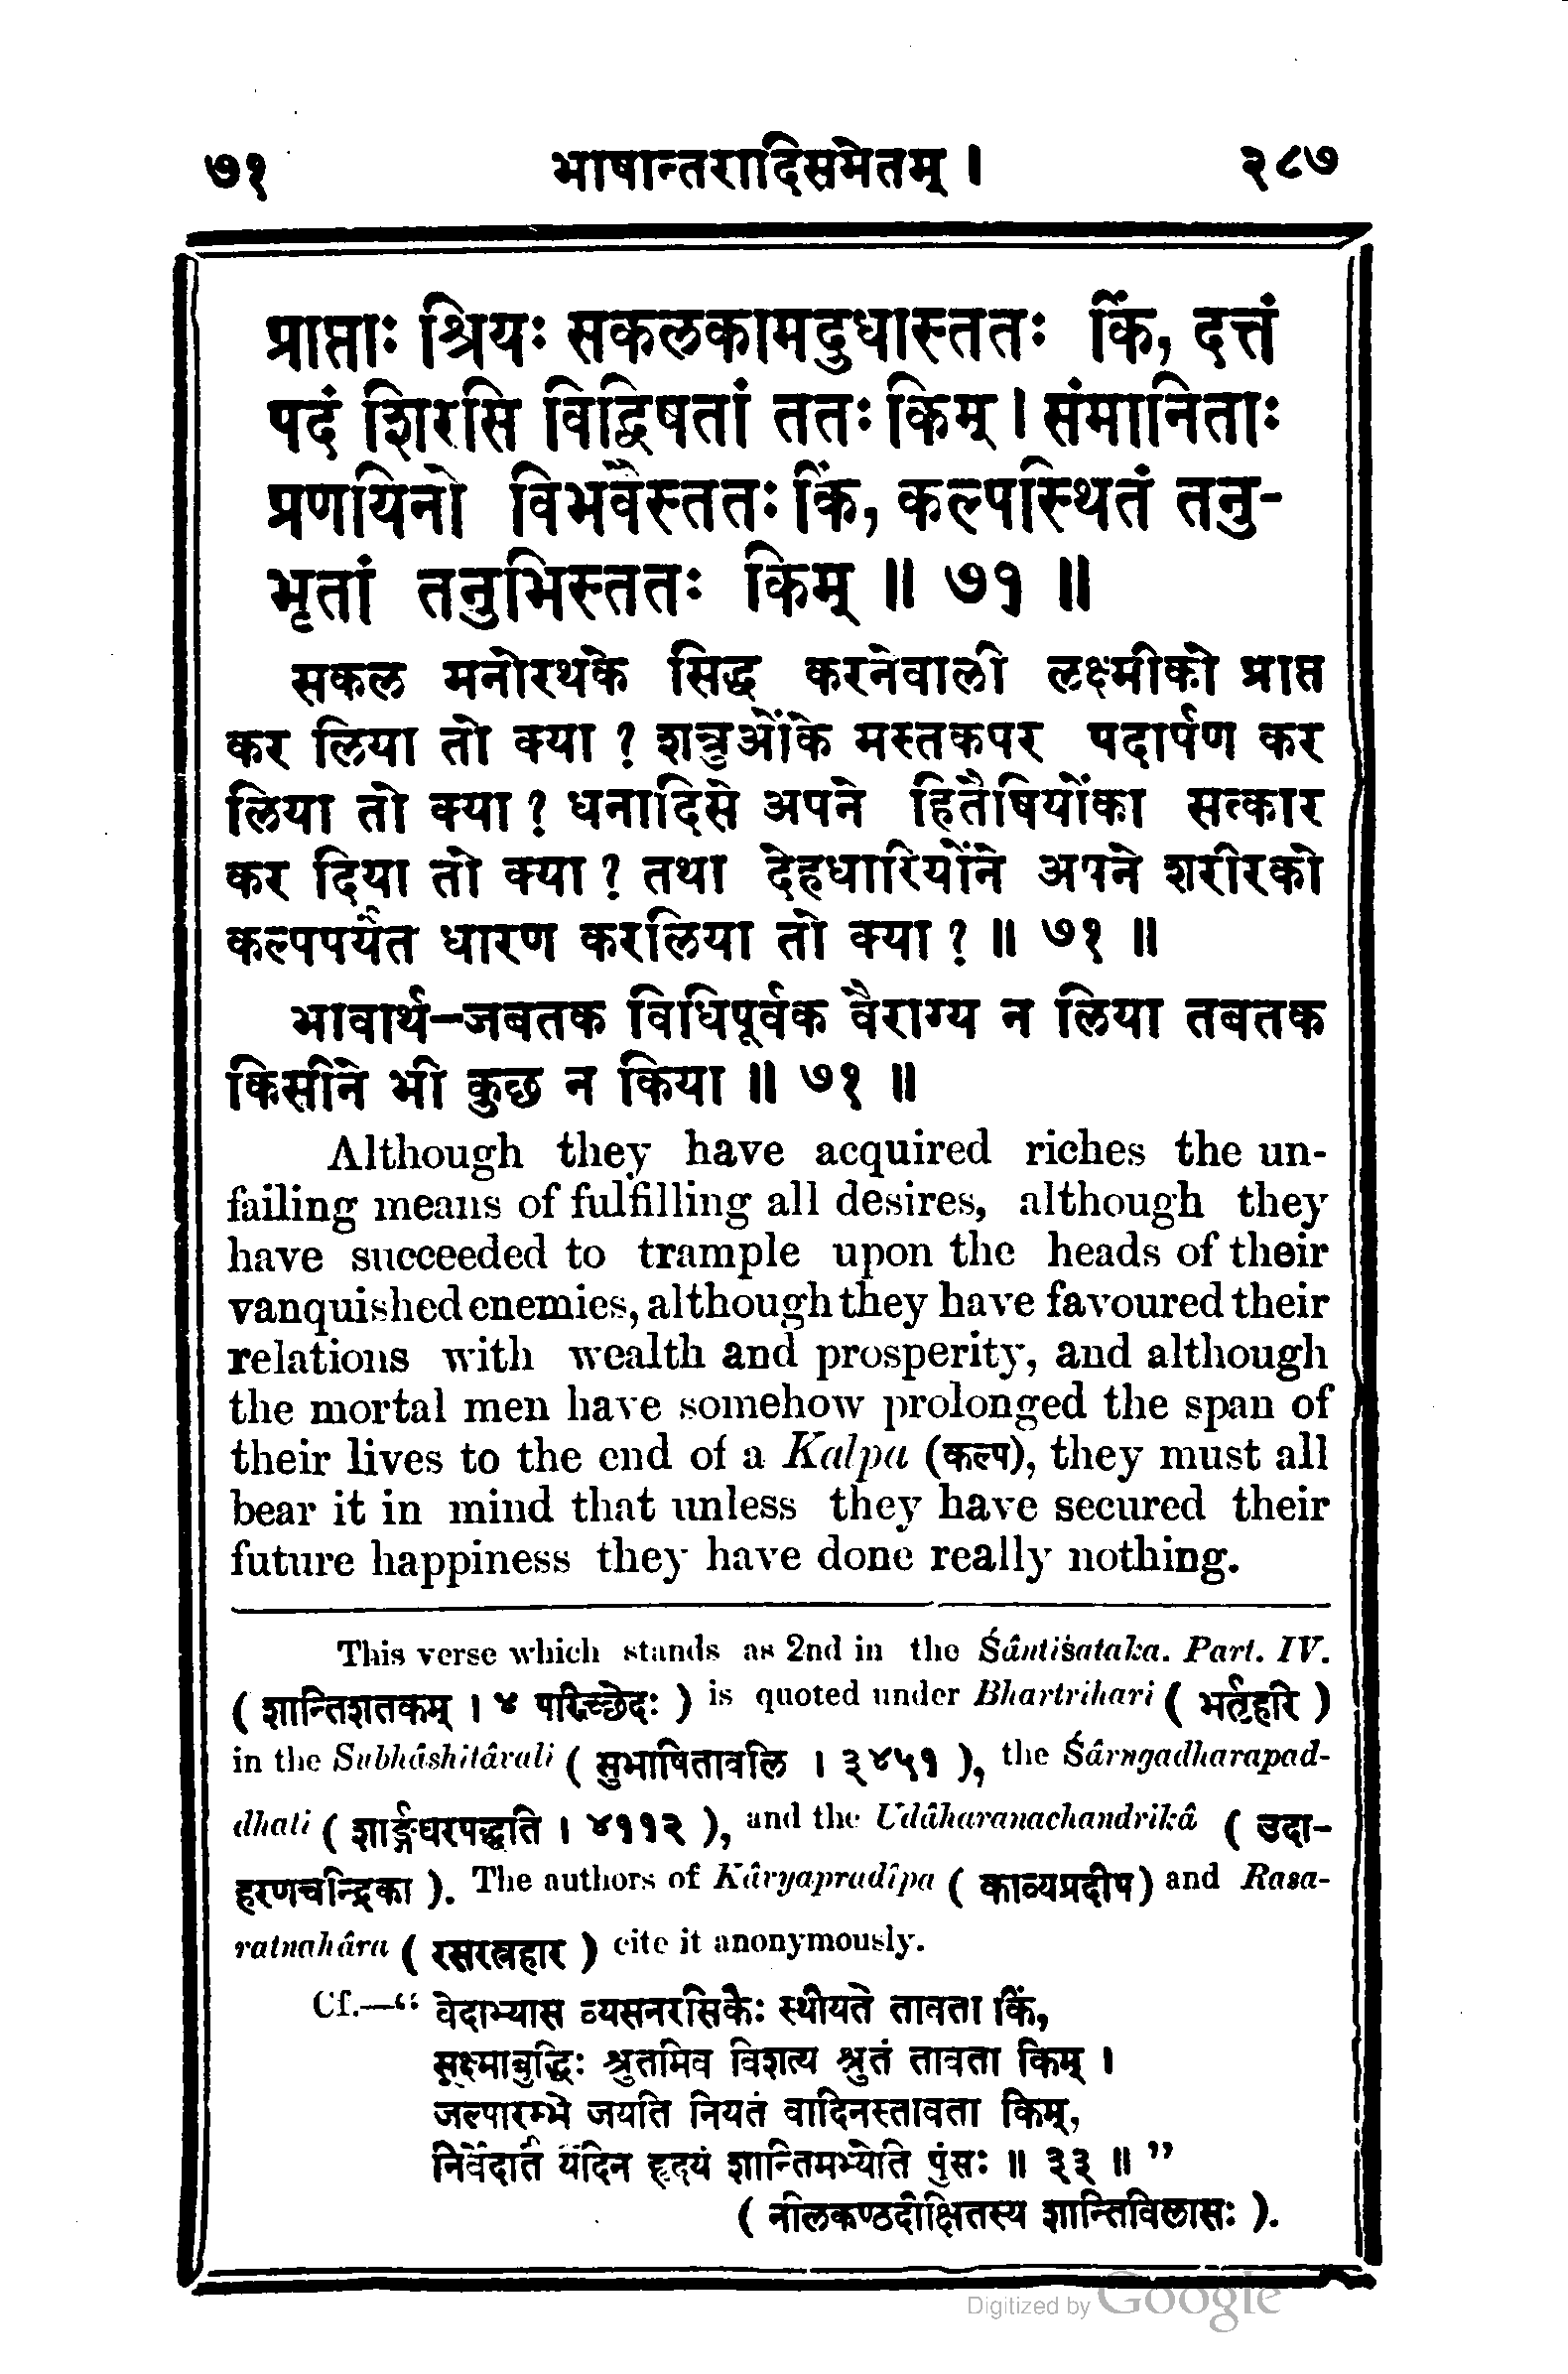 ७१ भाषान्तरादिसमेतम् । २८७
प्राप्ताः श्रियः सकलकामदुधास्ततः किं, दत्तं
पदं शिरसि विद्विषतां ततः किम् । संमानिताः
प्रणयिनो विभवैस्ततः किं, कल्पस्थितं तनु-
भृतां तनुभिस्ततः किम् ॥ ७१ ॥
सकल मनोरथके सिद्ध करनेवाली लक्ष्मीको प्राप्त
कर लिया तो क्या ? शत्रुओंके मस्तकपर पदार्पण कर
लिया तो क्या ? धनादिसे अपने हितैषियोंका सत्कार
कर दिया तो क्या ? तथा देहधारियोंने अपने शरीरको
कल्पपर्यंत धारण करलिया तो क्या ? ॥ ७१ ॥
भावार्थ-जबतक विधिपूर्वक वैराग्य न लिया तबतक
किसीने भी कुछ न किया ॥ ७१ ॥
Although they have acquired riches the un-
failing means of fulfilling all desires, although they
have succeeded to trample upon the heads of their
vanquished enemies, although they have favoured their
relations with wealth and prosperity, and although
the mortal men have somehow prolonged the span of
their lives to the end of a Kalpa (कल्प), they must all
bear it in mind that unless they have secured their
future happiness they have done really nothing.
This verse which stands as 2nd in the Śântiśataka. Part. IV.
( शान्तिशतकम् । ४ परिच्छेदः ) is quoted under Bhartrihari ( भर्तृहरि )
in the Subhâshitâvali ( सुभाषितावलि । ३४५१ ), the Śârngadharapad-
dhati ( शार्ङ्गधरपद्धति । ४११२ ), and the Udâharanachandrikâ ( उदा-
हरणचन्द्रिका ). The authors of Kâvyapradîpa ( काव्यप्रदीप ) and Rasa-
ratnahâra ( रसरत्नहार ) cite it anonymously.
Cf.—“ वेदाभ्यास व्यसनरसिकैः स्थीयते तावता किं,
सूक्ष्माबुद्धिः श्रुतमिव विशत्य श्रुतं तावता किम् ।
जल्पारम्भे जयति नियतं वादिनस्तावता किम्,
निर्वेदार्तं यदिन हृदयं शान्तिमभ्येति पुंसः ॥ ३३ ॥ ”
( नीलकण्ठदीक्षितस्य शान्तिविलासः ).
Digitized by Google